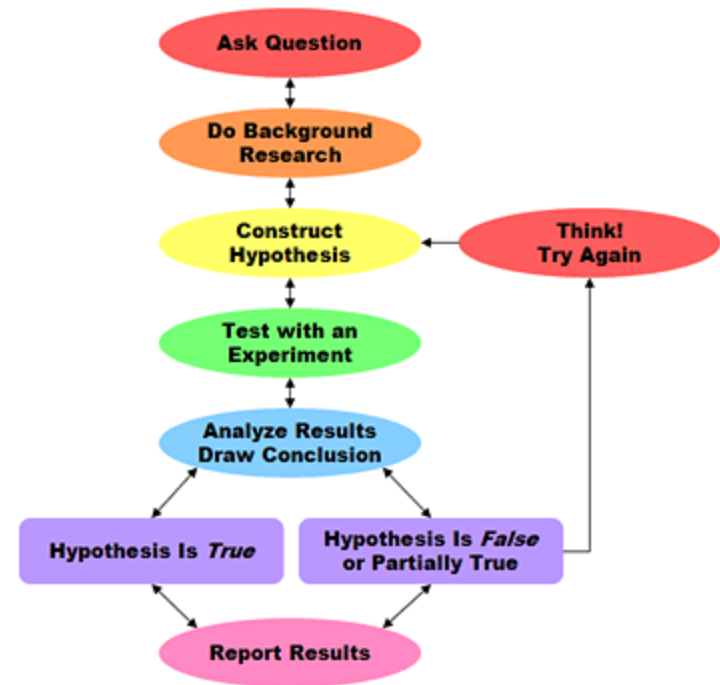 Ask Question
Do Background
Research
Construct
Hypothesis
Think!
Try Again
Test with an
Experiment
Analyze Results
Draw Conclusion
Hypothesis Is True
Hypothesis Is False
or Partially True
Report Results